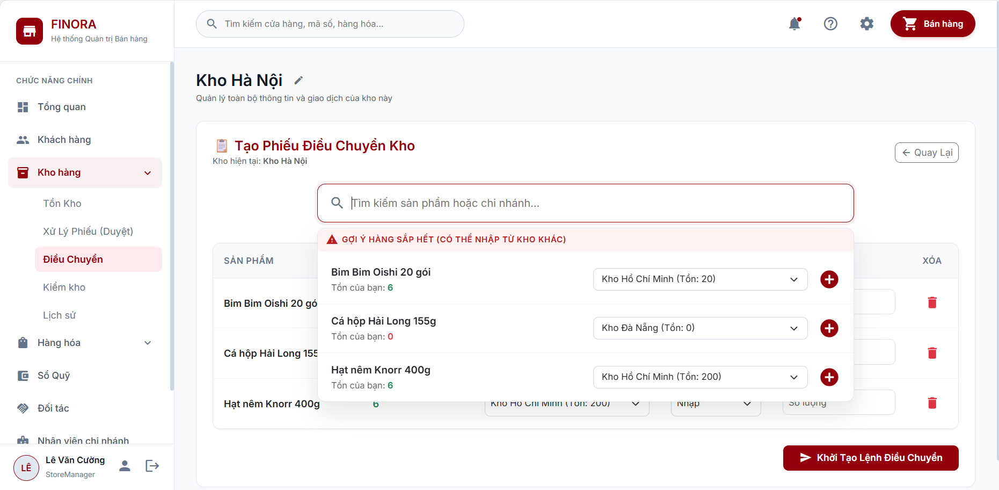 FINORA
Hệ thống Quản trị Bán hàng
Tìm kiếm cửa hàng, mã số, hàng hóa...
Bán hàng
CHỨC NĂNG CHÍNH
Tổng quan
Khách hàng
Kho hàng
Tồn Kho
Xử Lý Phiếu (Duyệt)
Điều Chuyển
Kiểm kho
Lịch sử
Hàng hóa
Sổ Quỹ
Đối tác
Nhân viên chi nhánh
LÊ
Lê Văn Cường
StoreManager
Kho Hà Nội
Quản lý toàn bộ thông tin và giao dịch của kho này
Tạo Phiếu Điều Chuyển Kho
Kho hiện tại: Kho Hà Nội
Quay Lại
Tìm kiếm sản phẩm hoặc chi nhánh...
GỢI Ý HÀNG SẮP HẾT (CÓ THỂ NHẬP TỪ KHO KHÁC)
Bim Bim Oishi 20 gói
Tồn của bạn: 6
Kho Hồ Chí Minh (Tồn: 20)
Cá hộp Hải Long 155g
Tồn của bạn: 0
Kho Đà Nẵng (Tồn: 0)
Hạt nêm Knorr 400g
Tồn của bạn: 6
Kho Hồ Chí Minh (Tồn: 200)
SẢN PHẨM
XÓA
Bim Bim Oishi 20 gó
Cá hộp Hải Long 155
Hạt nêm Knorr 400g
6
Kho Hồ Chí Minh (Tồn: 200)
Nhập
Số lượng
Khởi Tạo Lệnh Điều Chuyển